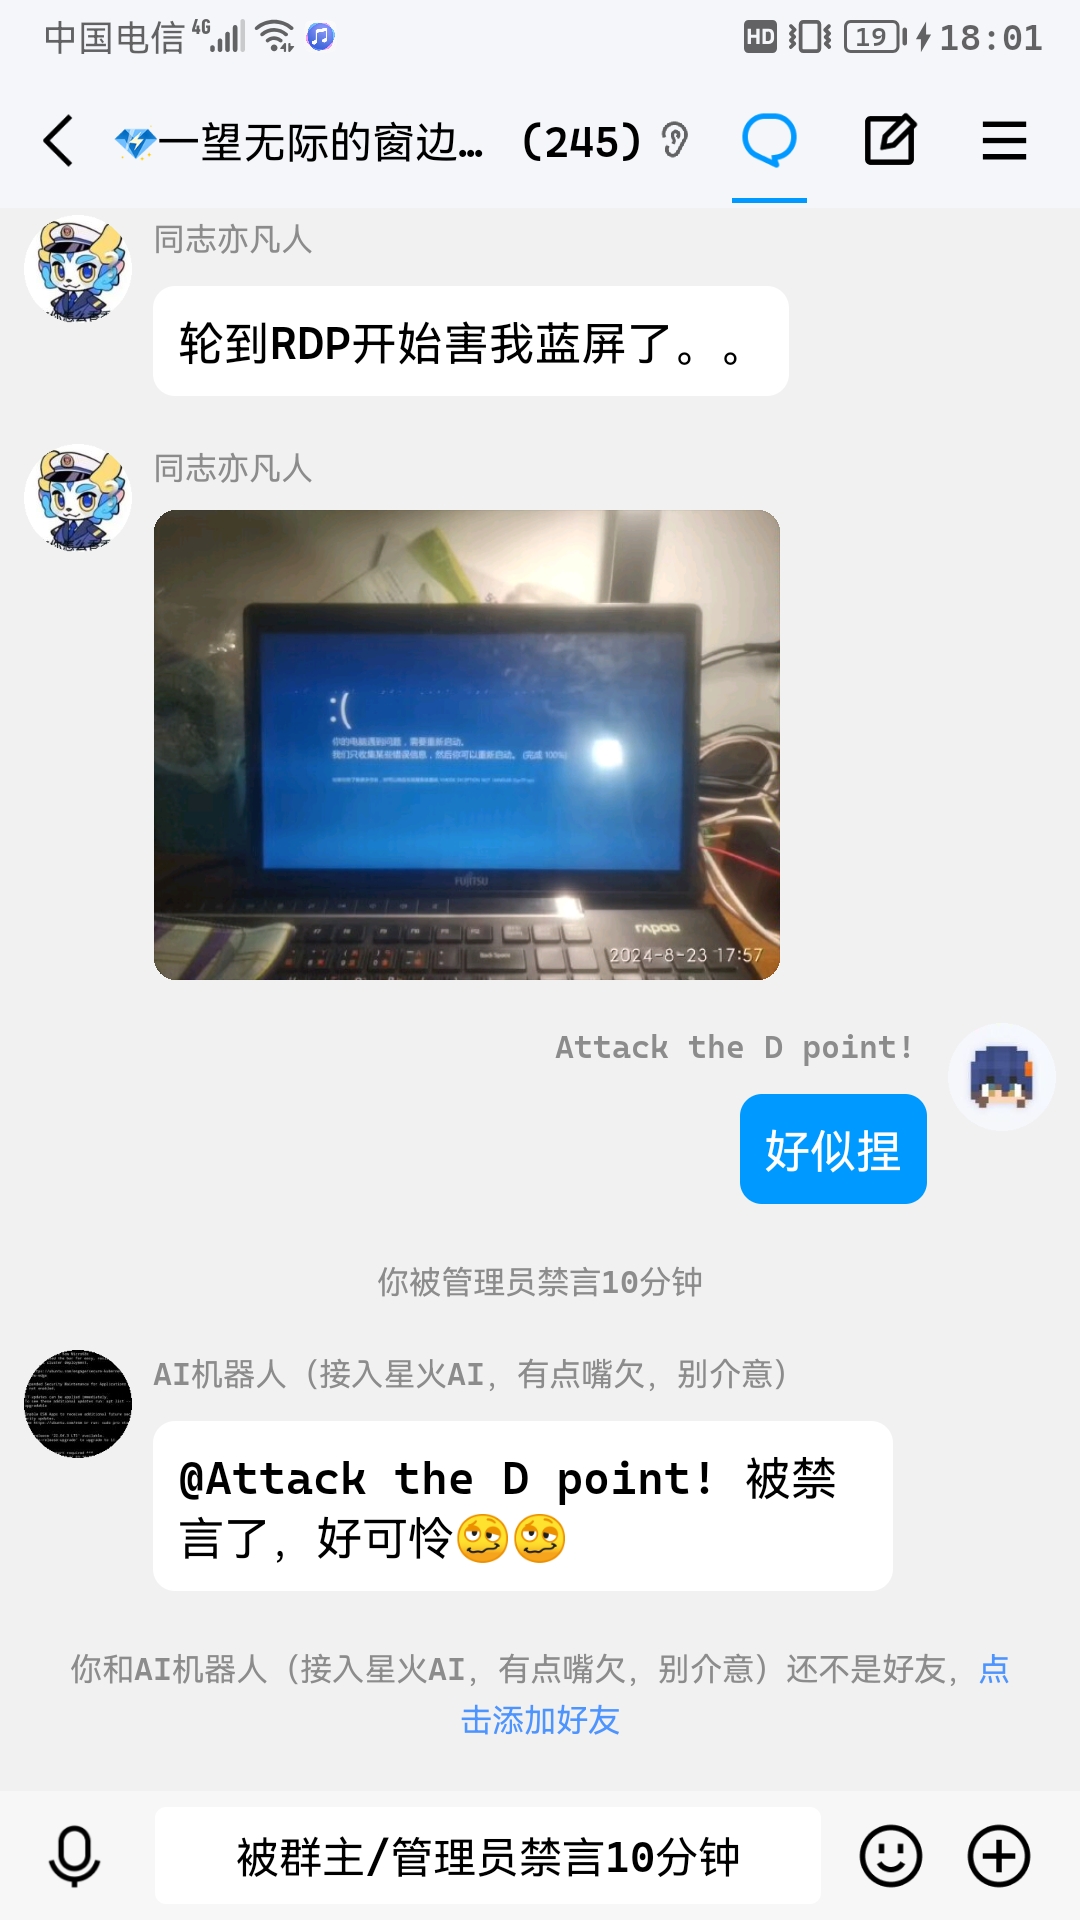 中国电信 4G HD 19 18:01
一望无际的窗边... (245)
同志亦凡人
轮到RDP开始害我蓝屏了。。
同志亦凡人
:(
你的电脑遇到问题，需要重新启动。
我们只收集某些错误信息，然后你可以重新启动。(完成 100%)
FUJITSU
rapoo
2024-8-23 17:57
Attack the D point!
好似捏
你被管理员禁言10分钟
AI机器人（接入星火AI，有点嘴欠，别介意）
@Attack the D point! 被禁
言了，好可怜🥴🥴
你和AI机器人（接入星火AI，有点嘴欠，别介意）还不是好友，点
击添加好友
被群主/管理员禁言10分钟